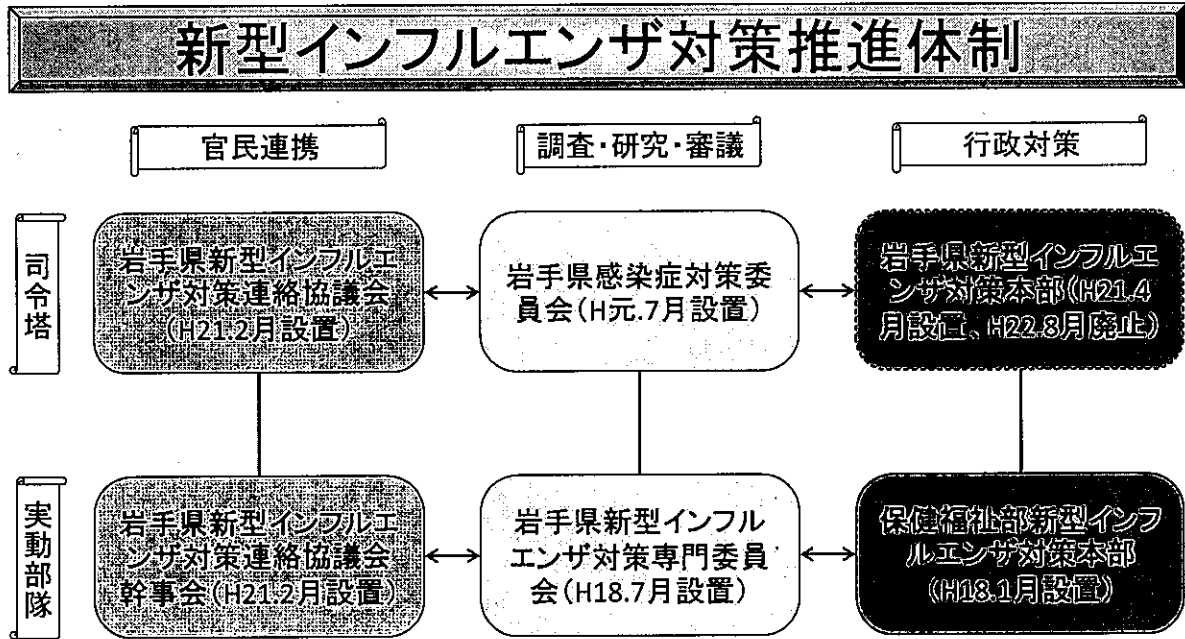 新型インフルエンザ対策推進体制
官民連携
調査・研究・審議
行政対策
司令塔
岩手県新型インフルエ
ンザ対策連絡協議会
(H21.2月設置)
岩手県感染症対策委
員会(H元.7月設置)
岩手県新型インフルエ
ンザ対策本部(H21.4
月設置、H22.8月廃止)
実動部隊
岩手県新型インフルエ
ンザ対策連絡協議会
幹事会(H21.2月設置)
岩手県新型インフル
エンザ対策専門委員
会(H18.7月設置)
保健福祉部新型インフ
ルエンザ対策本部
(H18.1月設置)